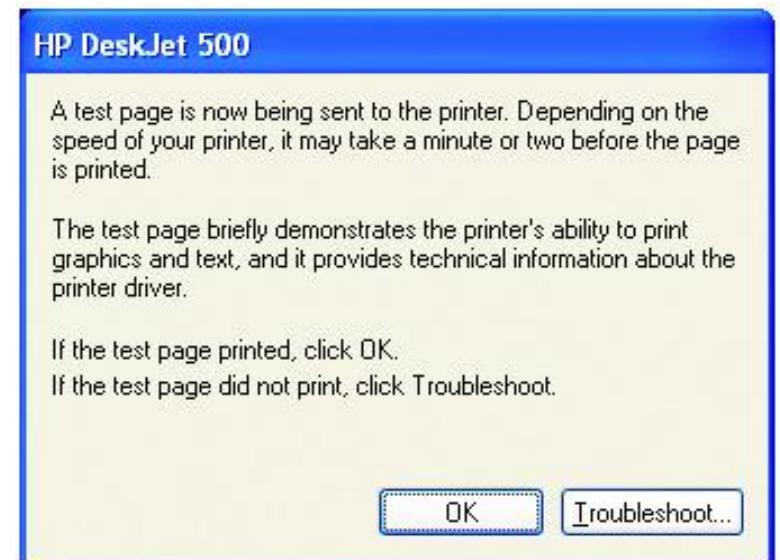 HP DeskJet 500
A test page is now being sent to the printer. Depending on the
speed of your printer, it may take a minute or two before the page
is printed.
The test page briefly demonstrates the printer's ability to print
graphics and text, and it provides technical information about the
printer driver.
If the test page printed, click OK.
If the test page did not print, click Troubleshoot.
OK Troubleshoot...